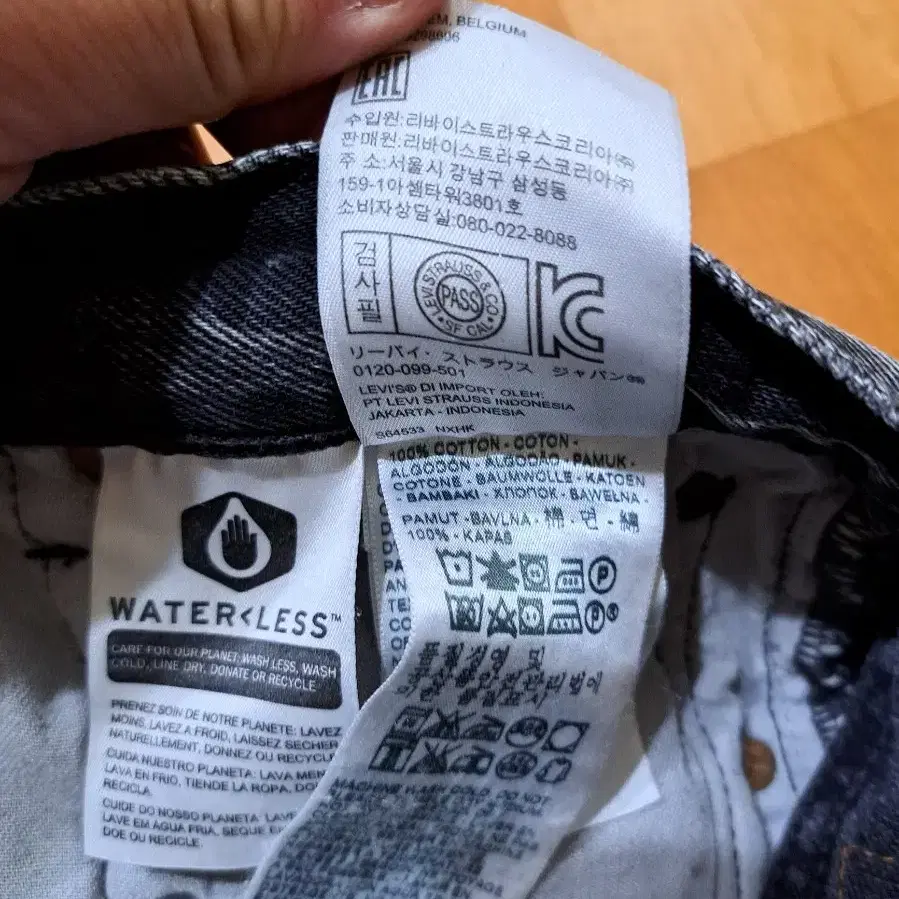 EM, BELGIUM
EAC
수입원:리바이스트라우스코리아㈜
판매원:리바이스트라우스코리아㈜
주 소:서울시 강남구 삼성동
159-1아셈타워3801호
소비자상담실:080-022-8088
검사필
LEVI STRAUSS & CO
PASS
SF CAL
KC
リーバイ・ストラウス ジャパン㈱
0120-099-501
LEVI'S® DI IMPORT OLEH:
PT LEVI STRAUSS INDONESIA
JAKARTA - INDONESIA
S64533 NXHK
100% COTTON - COTON -
ALGODÓN - ALGODÃO - PAMUK -
COTONE - BAUMWOLLE - KATOEN
- BAMBAKI - ХЛОПОК - BAWEŁNA -
PAMUT - BAVLNA - 棉 - 면 - 綿
100% - KAPAS
P
P
WATER<LESS™
CARE FOR OUR PLANET: WASH LESS, WASH
COLD, LINE DRY, DONATE OR RECYCLE
PRENEZ SOIN DE NOTRE PLANETE: LAVEZ
MOINS, LAVEZ A FROID, LAISSEZ SECHER
NATURELLEMENT, DONNEZ OU RECYCL
CUIDA NUESTRO PLANETA: LAVA MEN
LAVA EN FRIO, TIENDE LA ROPA, DO
RECICLA.
CUIDE DO NOSSO PLANETA: LAV
LAVE EM ÁGUA FRIA, SEQUE
DOE OU RECICLE.
MACHINE WASH COLD. DO NOT